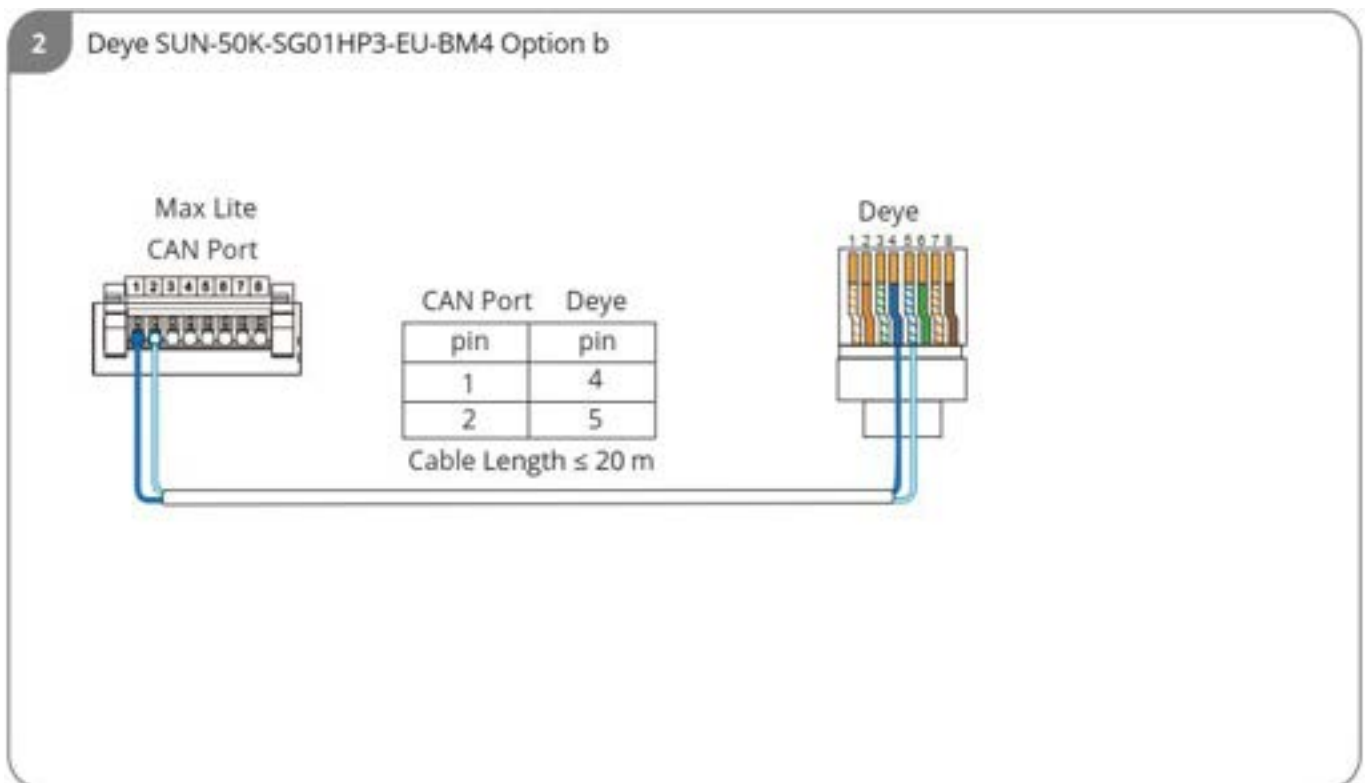 2 Deye SUN-50K-SG01HP3-EU-BM4 Option b
Max Lite
CAN Port
1 2 3 4 5 6 7 8
Deye
1 2 3 4 5 6 7 8
CAN Port Deye
pin pin
1 4
2 5
Cable Length ≤ 20 m